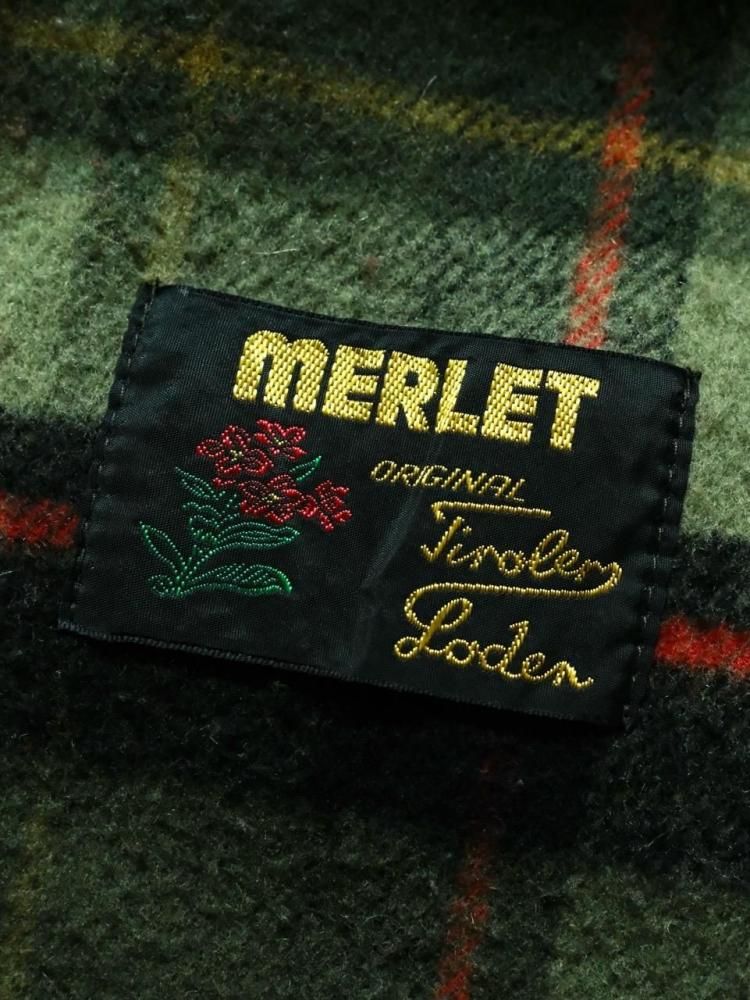 MERLET
ORIGINAL
Tiroler
Loden